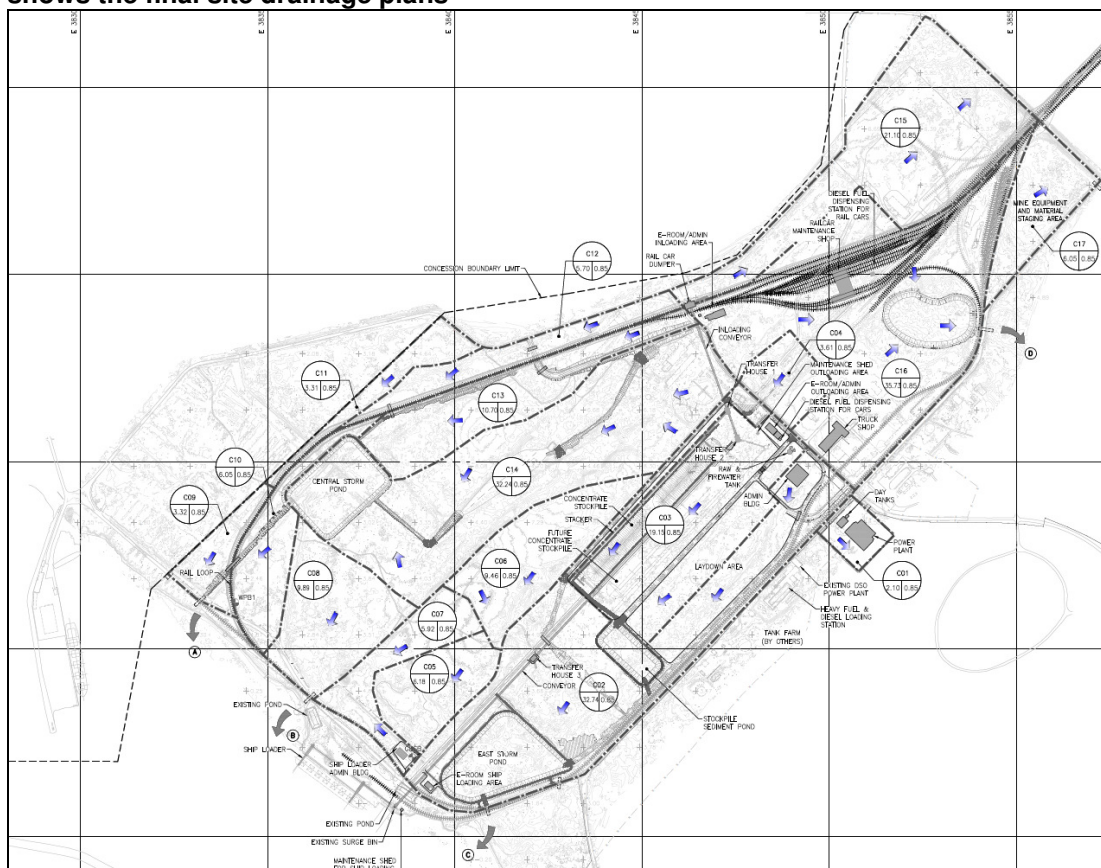 shows the final site drainage plans
E 3835
E 3840
E 3845
E 3855
C15
21.10 0.85
DIESEL FUEL
DISPENSING
STATION FOR
RAIL CARS
RAILCAR
MAINTENANCE
SHOP
MINE EQUIPMENT
AND MATERIAL
STAGING AREA
E-ROOM/ADMIN
INLOADING AREA
RAIL CAR
DUMPER
C12
5.70 0.85
C17
6.05 0.85
CONCESSION BOUNDARY LIMIT
INLOADING
CONVEYOR
C04
3.61 0.85
TRANSFER
HOUSE 1
MAINTENANCE SHED
OUTLOADING AREA
E-ROOM/ADMIN
OUTLOADING AREA
DIESEL FUEL DISPENSING
STATION FOR CARS
TRUCK
SHOP
C16
35.73 0.85
D
C11
3.31 0.85
C13
10.70 0.85
TRANSFER
HOUSE 2
RAW &
FIREWATER
TANK
ADMIN
BLDG
C10
6.05 0.85
C09
3.32 0.85
CENTRAL STORM
POND
C14
32.24 0.85
CONCENTRATE
STOCKPILE
STACKER
FUTURE
CONCENTRATE
STOCKPILE
C03
19.15 0.85
DAY
TANKS
POWER
PLANT
LAYDOWN AREA
C01
2.10 0.85
RAIL LOOP
WPB1
C08
9.89 0.85
C06
9.46 0.85
C07
5.92 0.85
C05
6.18 0.85
EXISTING DSO
POWER PLANT
HEAVY FUEL &
DIESEL LOADING
STATION
TANK FARM
(BY OTHERS)
A
TRANSFER
HOUSE 3
CONVEYOR
C02
32.74 0.85
STOCKPILE
SEDIMENT POND
EXISTING POND
B
SHIP LOADER
SHIP LOADER
ADMIN BLDG
EAST STORM
POND
E-ROOM SHIP
LOADING AREA
EXISTING POND
EXISTING SURGE BIN
C
MAINTENANCE SHED